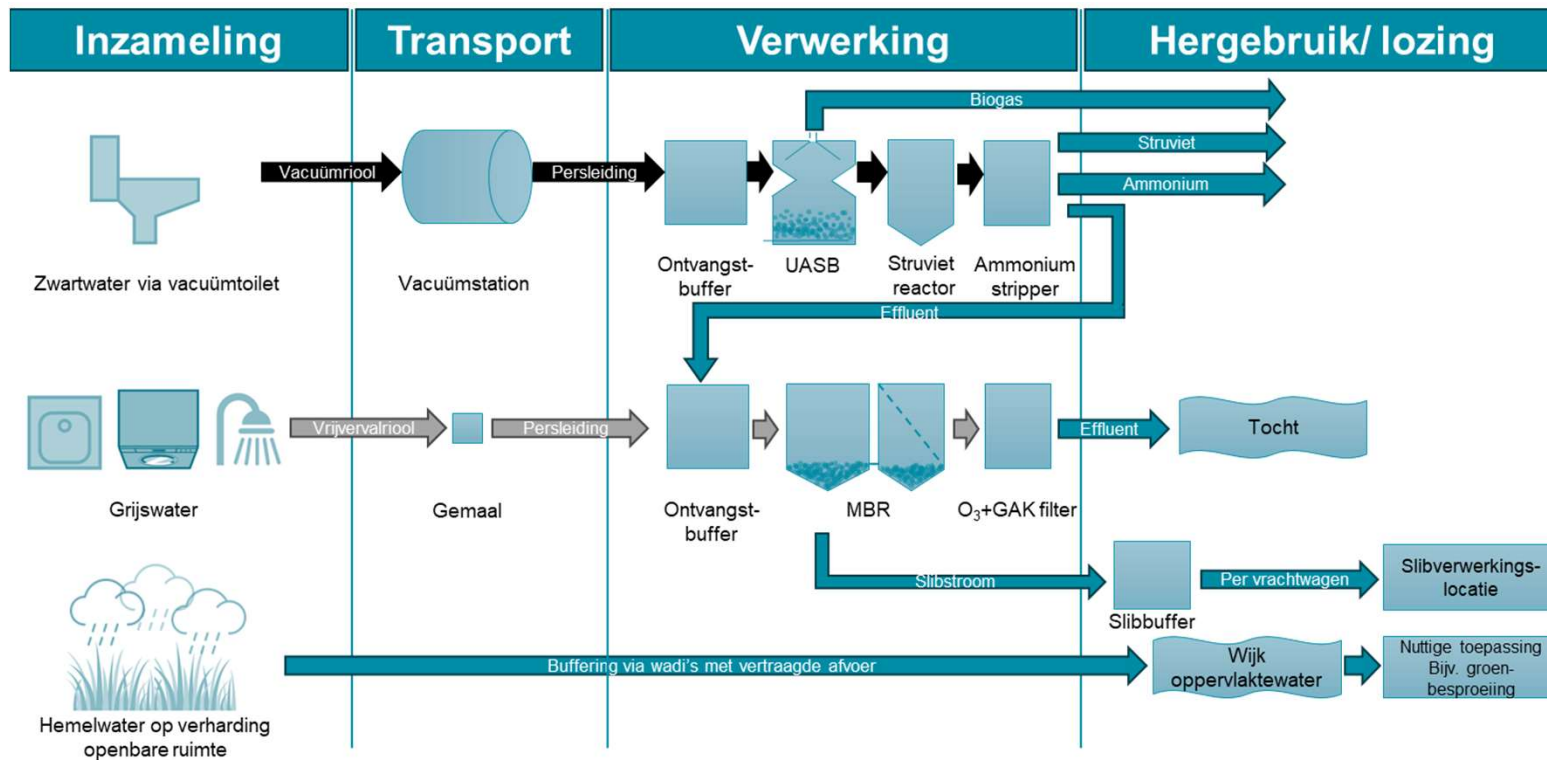 Inzameling
Transport
Verwerking
Hergebruik/ lozing
Biogas
Struviet
Ammonium
Vacuümriool
Persleiding
Zwartwater via vacuümtoilet
Vacuümstation
Ontvangst-
buffer
UASB
Struviet
reactor
Ammonium
stripper
Effluent
Vrijvervalriool
Persleiding
Effluent
Tocht
Grijswater
Gemaal
Ontvangst-
buffer
MBR
O₃+GAK filter
Slibstroom
Slibbuffer
Per vrachtwagen
Slibverwerkings-
locatie
Buffering via wadi's met vertraagde afvoer
Wijk
oppervlaktewater
Nuttige toepassing
Bijv. groen-
besproeiing
Hemelwater op verharding
openbare ruimte